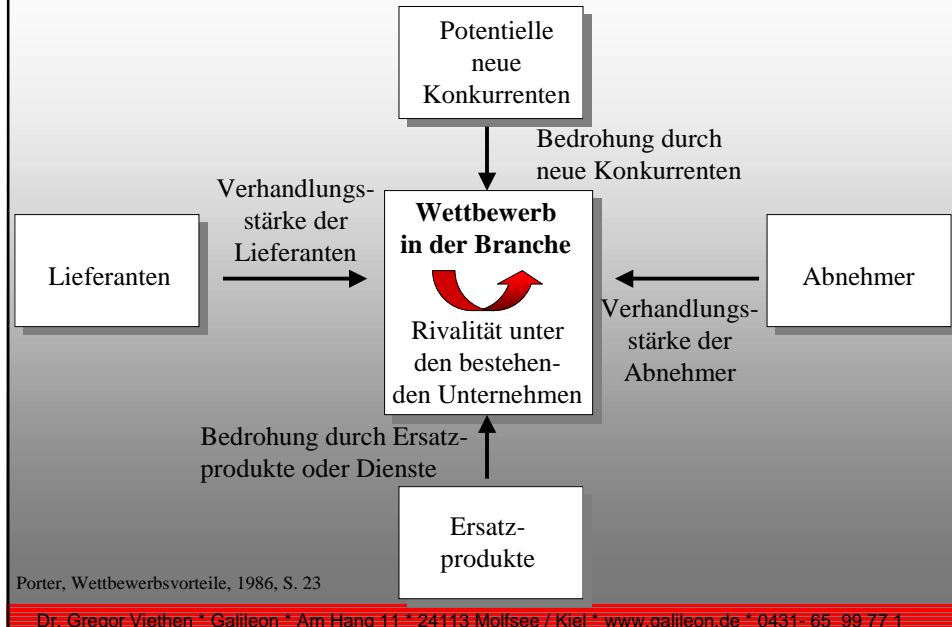 Potentielle
neue
Konkurrenten
Bedrohung durch
neue Konkurrenten
Verhandlungs-
stärke der
Lieferanten
Wettbewerb
in der Branche
Lieferanten
Abnehmer
Rivalität unter
den bestehen-
den Unternehmen
Verhandlungs-
stärke der
Abnehmer
Bedrohung durch Ersatz-
produkte oder Dienste
Ersatz-
produkte
Porter, Wettbewerbsvorteile, 1986, S. 23
Dr. Gregor Viethen * Galileon * Am Hang 11 * 24113 Molfsee / Kiel * www.galileon.de * 0431- 65 99 77 1